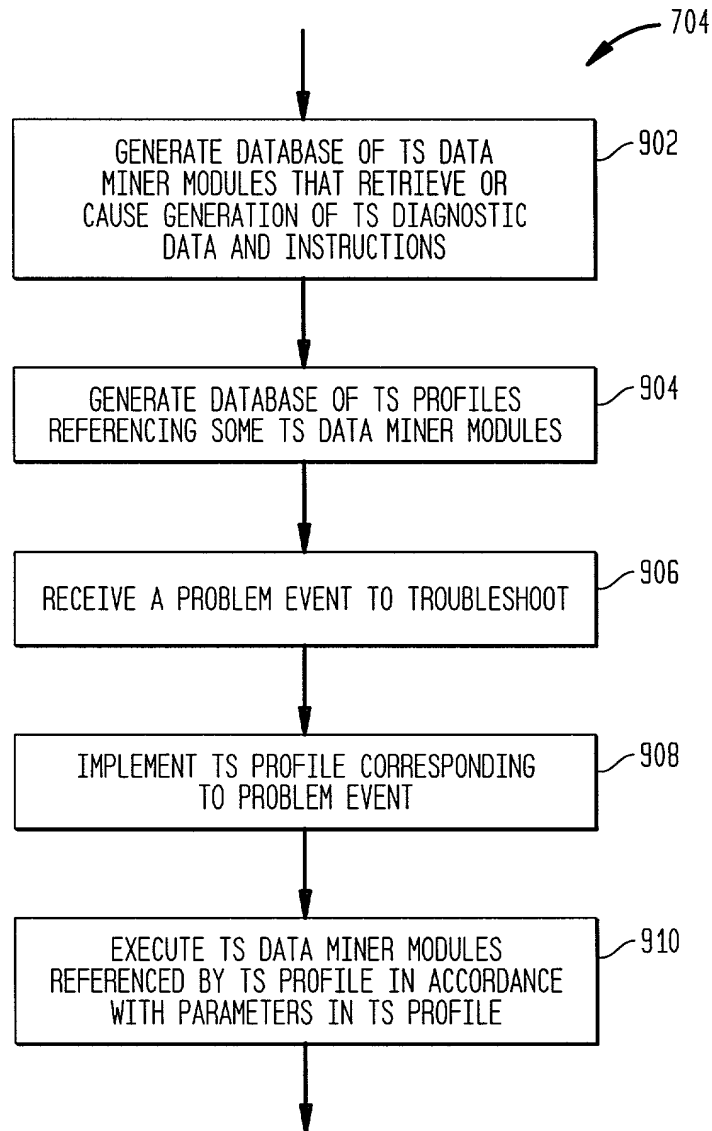 704
GENERATE DATABASE OF TS DATA
MINER MODULES THAT RETRIEVE OR
CAUSE GENERATION OF TS DIAGNOSTIC
DATA AND INSTRUCTIONS
902
GENERATE DATABASE OF TS PROFILES
REFERENCING SOME TS DATA MINER MODULES
904
RECEIVE A PROBLEM EVENT TO TROUBLESHOOT
906
IMPLEMENT TS PROFILE CORRESPONDING
TO PROBLEM EVENT
908
EXECUTE TS DATA MINER MODULES
REFERENCED BY TS PROFILE IN ACCORDANCE
WITH PARAMETERS IN TS PROFILE
910